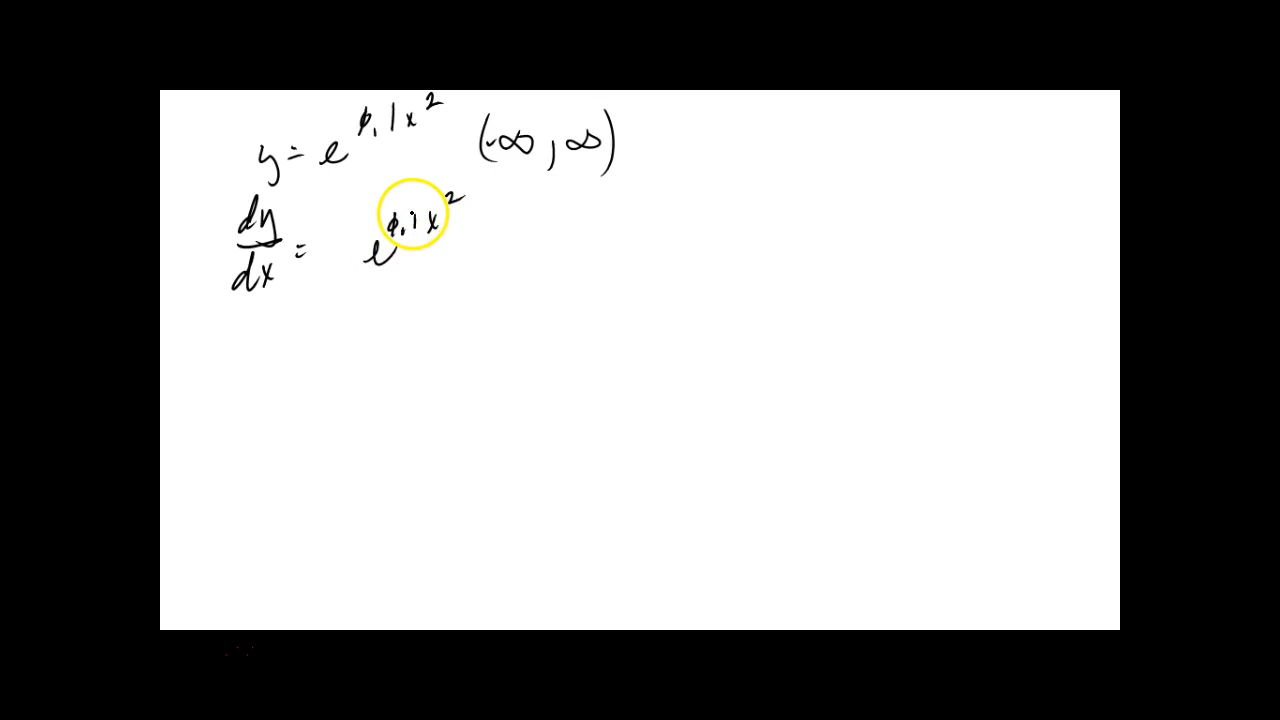 y = e^{0.1x^2} (-∞, ∞)
dy/dx = e^{0.1x^2}